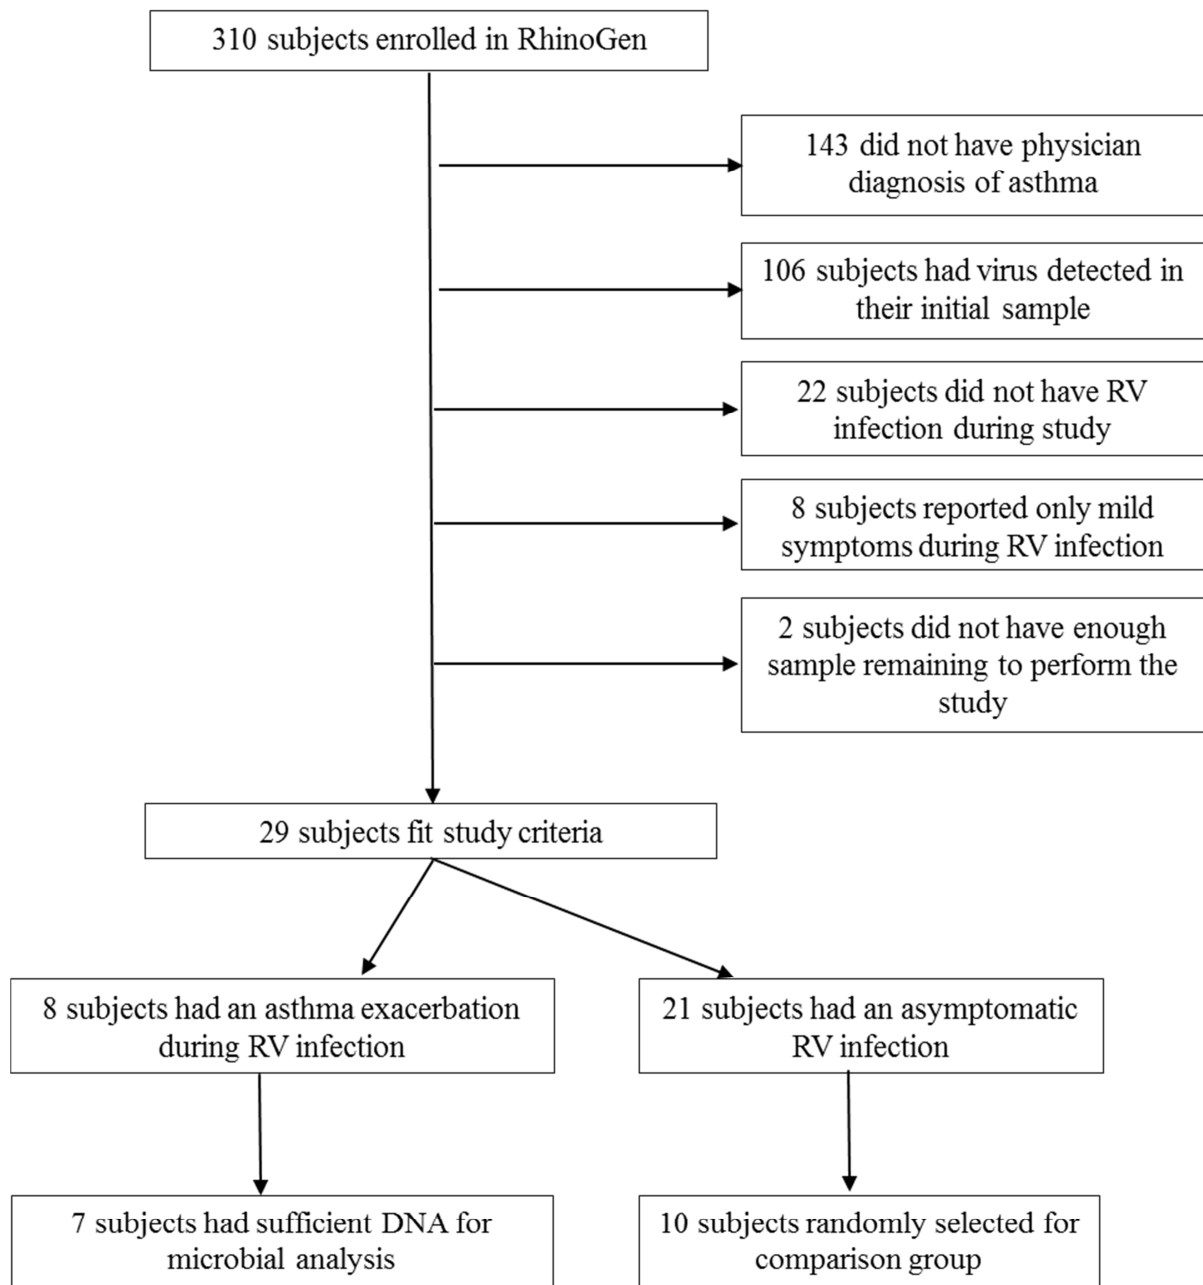 310 subjects enrolled in RhinoGen
143 did not have physician
diagnosis of asthma
106 subjects had virus detected in
their initial sample
22 subjects did not have RV
infection during study
8 subjects reported only mild
symptoms during RV infection
2 subjects did not have enough
sample remaining to perform the
study
29 subjects fit study criteria
8 subjects had an asthma exacerbation
during RV infection
21 subjects had an asymptomatic
RV infection
7 subjects had sufficient DNA for
microbial analysis
10 subjects randomly selected for
comparison group